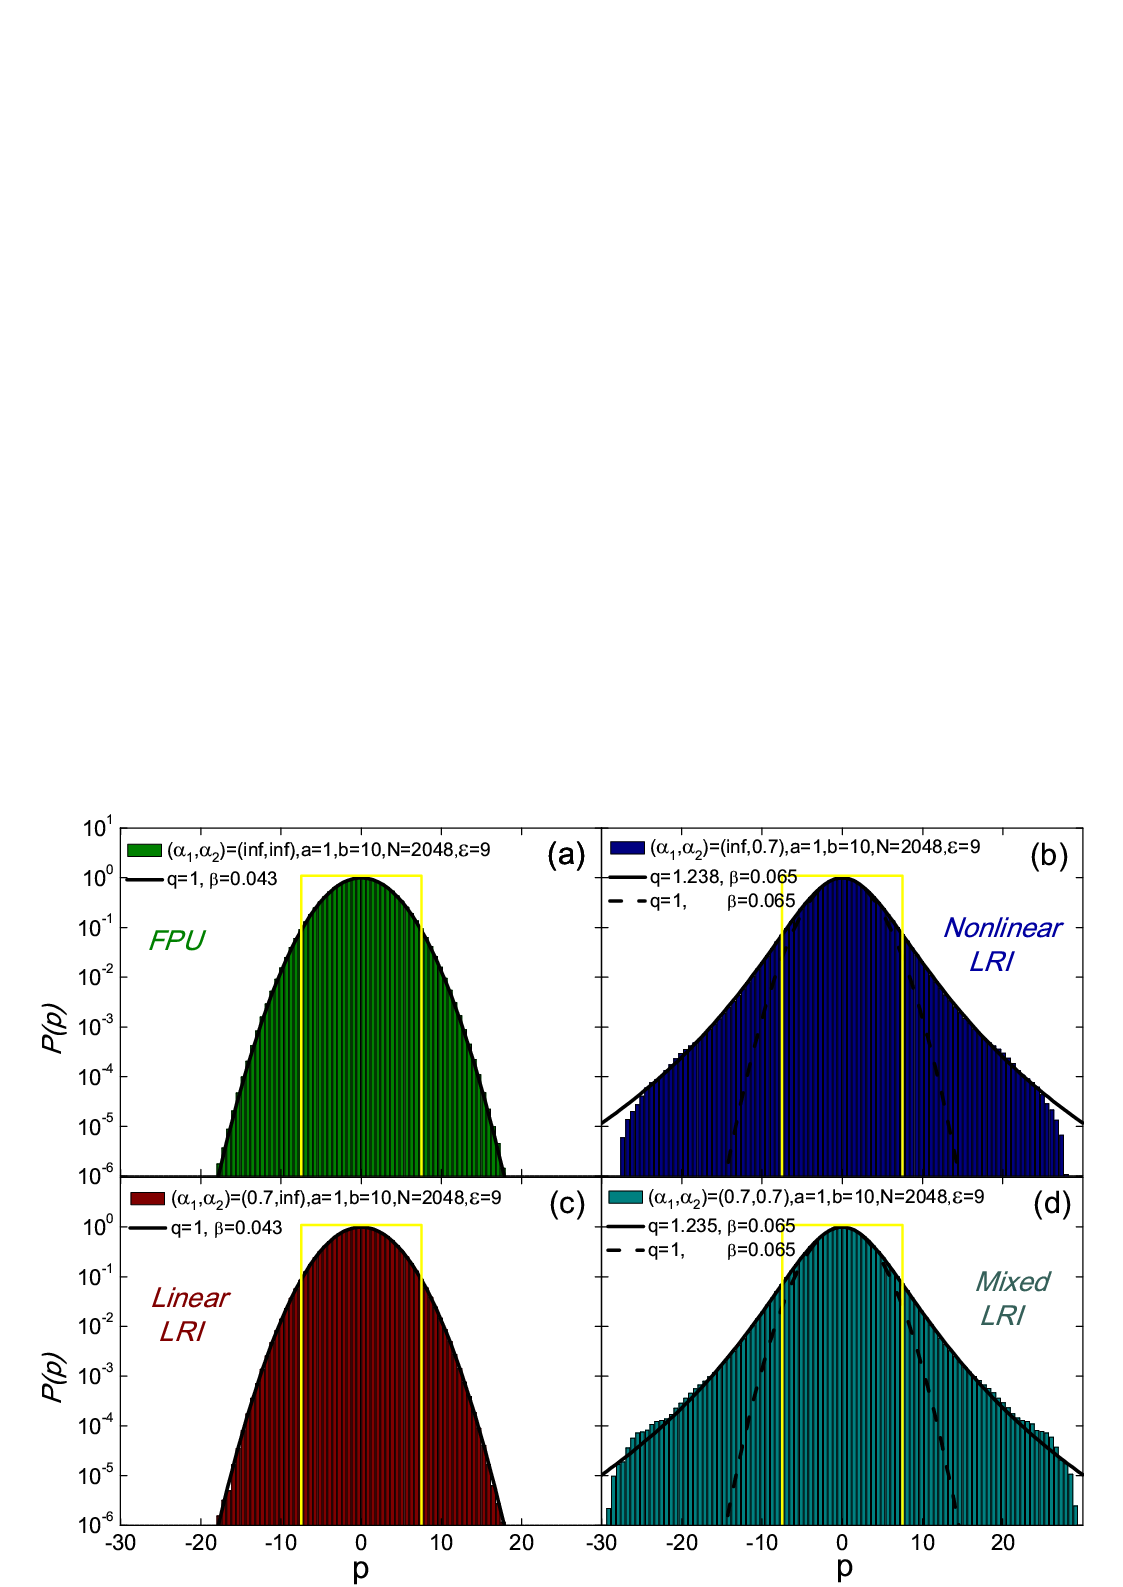 10^1
10^0
10^-1
10^-2
10^-3
10^-4
10^-5
10^-6
P(p)
(α₁,α₂)=(inf,inf),a=1,b=10,N=2048,ε=9
q=1, β=0.043
(a)
FPU
(α₁,α₂)=(inf,0.7),a=1,b=10,N=2048,ε=9
q=1.238, β=0.065
q=1, β=0.065
(b)
Nonlinear
LRI
10^0
10^-1
10^-2
10^-3
10^-4
10^-5
10^-6
P(p)
(α₁,α₂)=(0.7,inf),a=1,b=10,N=2048,ε=9
q=1, β=0.043
(c)
Linear
LRI
(α₁,α₂)=(0.7,0.7),a=1,b=10,N=2048,ε=9
q=1.235, β=0.065
q=1, β=0.065
(d)
Mixed
LRI
-30 -20 -10 0 10 20 -30 -20 -10 0 10 20
p p